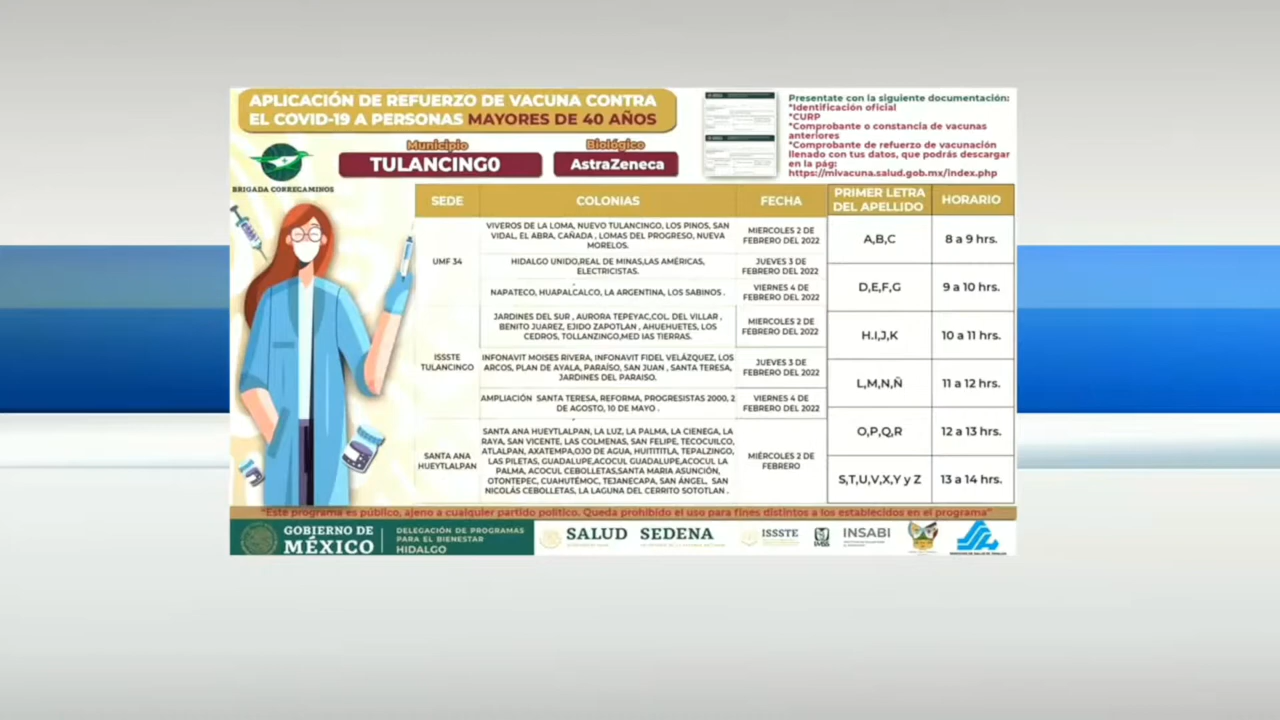 APLICACIÓN DE REFUERZO DE VACUNA CONTRA
EL COVID-19 A PERSONAS MAYORES DE 40 AÑOS
Municipio
TULANCINGO
Biológico
AstraZeneca
BRIGADA CORRECAMINOS
Presentate con la siguiente documentación:
*Identificación oficial
*CURP
*Comprobante o constancia de vacunas
anteriores
*Comprobante de refuerzo de vacunación
llenado con tus datos, que podrás descargar
en la pág:
https://mivacuna.salud.gob.mx/index.php
SEDE
COLONIAS
FECHA
PRIMER LETRA
DEL APELLIDO
HORARIO
UMF 34
VIVEROS DE LA LOMA, NUEVO TULANCINGO, LOS PINOS, SAN
VIDAL, EL ABRA, CAÑADA , LOMAS DEL PROGRESO, NUEVA
MORELOS.
MIERCOLES 2 DE
FEBRERO DEL 2022
HIDALGO UNIDO,REAL DE MINAS,LAS AMÉRICAS,
ELECTRICISTAS.
JUEVES 3 DE
FEBRERO DEL 2022
NAPATECO, HUAPALCALCO, LA ARGENTINA, LOS SABINOS .
VIERNES 4 DE
FEBRERO DEL 2022
ISSSTE
TULANCINGO
JARDINES DEL SUR , AURORA TEPEYAC,COL. DEL VILLAR ,
BENITO JUAREZ, EJIDO ZAPOTLAN , AHUEHUETES, LOS
CEDROS, TOLLANZINGO,MED IAS TIERRAS.
MIERCOLES 2 DE
FEBRERO DEL 2022
INFONAVIT MOISES RIVERA, INFONAVIT FIDEL VELÁZQUEZ, LOS
ARCOS, PLAN DE AYALA, PARAÍSO, SAN JUAN , SANTA TERESA,
JARDINES DEL PARAISO.
JUEVES 3 DE
FEBRERO DEL 2022
AMPLIACIÓN SANTA TERESA, REFORMA, PROGRESISTAS 2000, 2
DE AGOSTO, 10 DE MAYO .
VIERNES 4 DE
FEBRERO DEL 2022
SANTA ANA
HUEYTLALPAN
SANTA ANA HUEYTLALPAN, LA LUZ, LA PALMA, LA CIENEGA, LA
RAYA, SAN VICENTE, LAS COLMENAS, SAN FELIPE, TECOCUILCO,
ATLALPAN, AXATEMPA,OJO DE AGUA, HUITITITLA, TEPALZINGO,
LAS PILETAS, GUADALUPE,ACOCUL GUADALUPE,ACOCUL LA
PALMA, ACOCUL CEBOLLETAS,SANTA MARIA ASUNCIÓN,
OTONTEPEC, CUAHUTÉMOC, TEJANECAPA, SAN ÁNGEL, SAN
NICOLÁS CEBOLLETAS, LA LAGUNA DEL CERRITO SOTOTLAN .
MIÉRCOLES 2 DE
FEBRERO
A,B,C
8 a 9 hrs.
D,E,F,G
9 a 10 hrs.
H.I,J,K
10 a 11 hrs.
L,M,N,Ñ
11 a 12 hrs.
O,P,Q,R
12 a 13 hrs.
S,T,U,V,X,Y y Z
13 a 14 hrs.
"Este programa es público, ajeno a cualquier partido político. Queda prohibido el uso para fines distintos a los establecidos en el programa"
GOBIERNO DE
MÉXICO
DELEGACIÓN DE PROGRAMAS
PARA EL BIENESTAR
HIDALGO
SALUD
SEDENA
ISSSTE
IMSS
INSABI